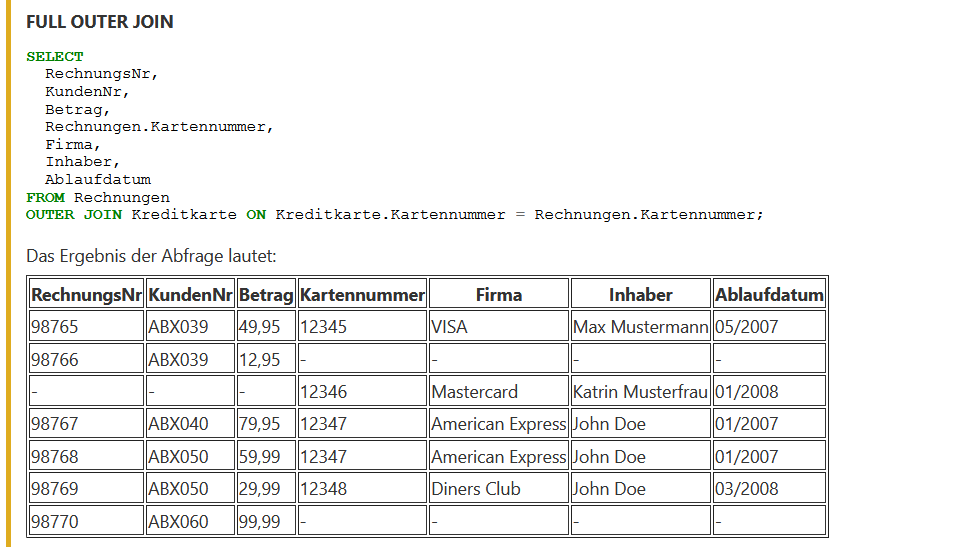 FULL OUTER JOIN
SELECT
RechnungsNr,
KundenNr,
Betrag,
Rechnungen.Kartennummer,
Firma,
Inhaber,
Ablaufdatum
FROM Rechnungen
OUTER JOIN Kreditkarte ON Kreditkarte.Kartennummer = Rechnungen.Kartennummer;
Das Ergebnis der Abfrage lautet:
RechnungsNr KundenNr Betrag Kartennummer Firma Inhaber Ablaufdatum
98765 ABX039 49,95 12345 VISA Max Mustermann 05/2007
98766 ABX039 12,95 - - - -
- - - 12346 Mastercard Katrin Musterfrau 01/2008
98767 ABX040 79,95 12347 American Express John Doe 01/2007
98768 ABX050 59,99 12347 American Express John Doe 01/2007
98769 ABX050 29,99 12348 Diners Club John Doe 03/2008
98770 ABX060 99,99 - - - -